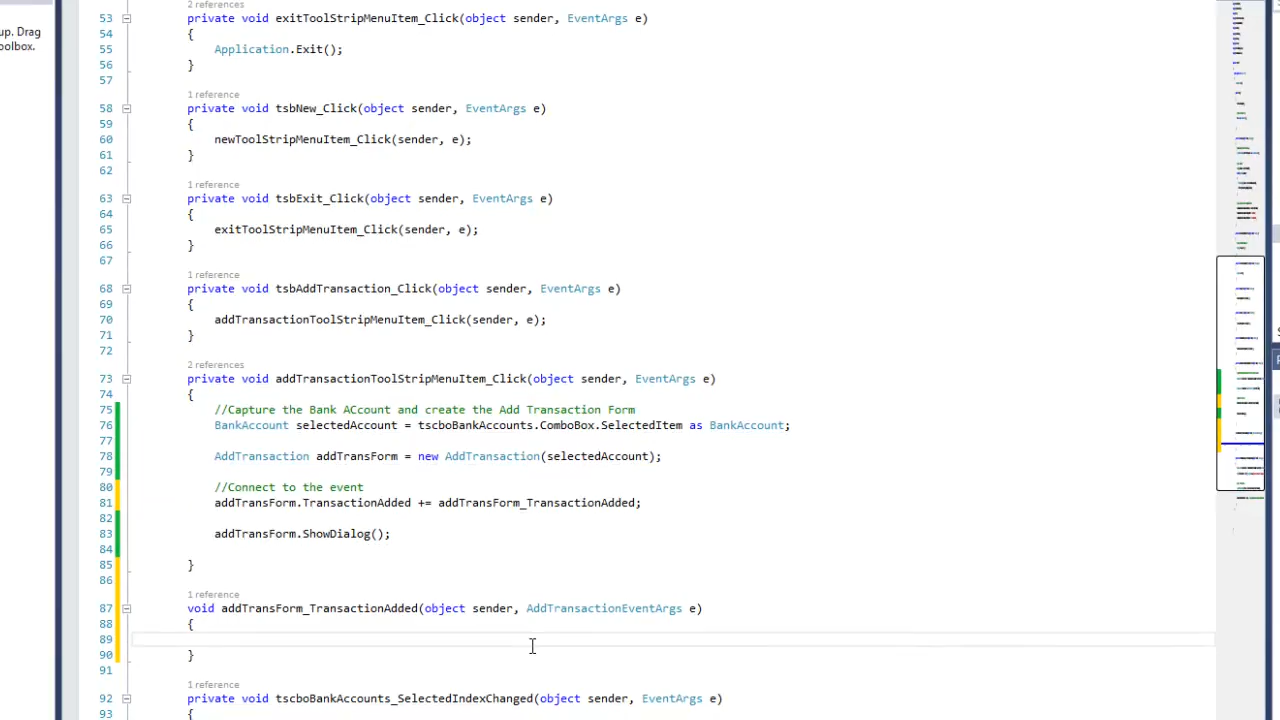 up. Drag
oolbox.
2 references
53 private void exitToolStripMenuItem_Click(object sender, EventArgs e)
54 {
55 Application.Exit();
56 }
57
1 reference
58 private void tsbNew_Click(object sender, EventArgs e)
59 {
60 newToolStripMenuItem_Click(sender, e);
61 }
62
1 reference
63 private void tsbExit_Click(object sender, EventArgs e)
64 {
65 exitToolStripMenuItem_Click(sender, e);
66 }
67
1 reference
68 private void tsbAddTransaction_Click(object sender, EventArgs e)
69 {
70 addTransactionToolStripMenuItem_Click(sender, e);
71 }
72
2 references
73 private void addTransactionToolStripMenuItem_Click(object sender, EventArgs e)
74 {
75 //Capture the Bank ACcount and create the Add Transaction Form
76 BankAccount selectedAccount = tscboBankAccounts.ComboBox.SelectedItem as BankAccount;
77
78 AddTransaction addTransForm = new AddTransaction(selectedAccount);
79
80 //Connect to the event
81 addTransForm.TransactionAdded += addTransForm_TransactionAdded;
82
83 addTransForm.ShowDialog();
84
85 }
86
1 reference
87 void addTransForm_TransactionAdded(object sender, AddTransactionEventArgs e)
88 {
89
90 }
91
1 reference
92 private void tscboBankAccounts_SelectedIndexChanged(object sender, EventArgs e)
93 {